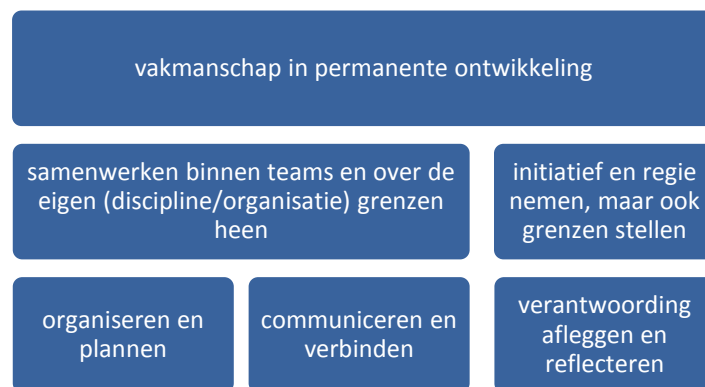 vakmanschap in permanente ontwikkeling
samenwerken binnen teams en over de
eigen (discipline/organisatie) grenzen
heen
initiatief en regie
nemen, maar ook
grenzen stellen
organiseren en
plannen
communiceren en
verbinden
verantwoording
afleggen en
reflecteren